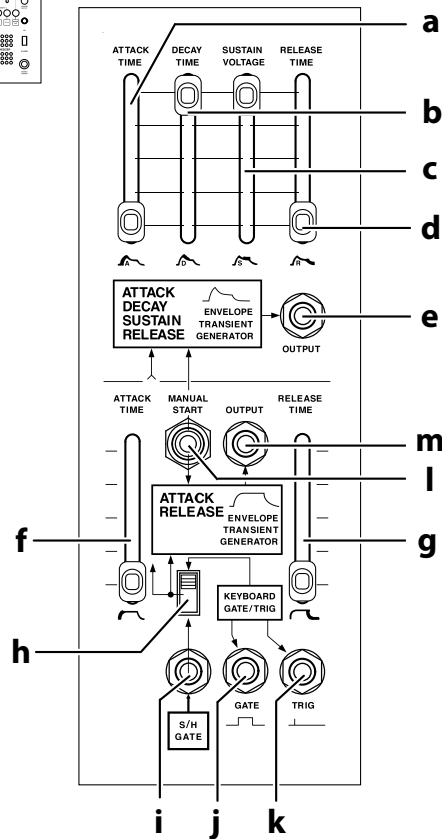 a
ATTACK TIME
DECAY TIME
SUSTAIN VOLTAGE
RELEASE TIME
b
c
d
A
D
S
R
ATTACK
DECAY
SUSTAIN
RELEASE
ENVELOPE
TRANSIENT
GENERATOR
OUTPUT
e
ATTACK TIME
MANUAL START
OUTPUT
RELEASE TIME
m
l
ATTACK
RELEASE
ENVELOPE
TRANSIENT
GENERATOR
f
g
KEYBOARD
GATE/TRIG
h
GATE
TRIG
S/H
GATE
i
j
k